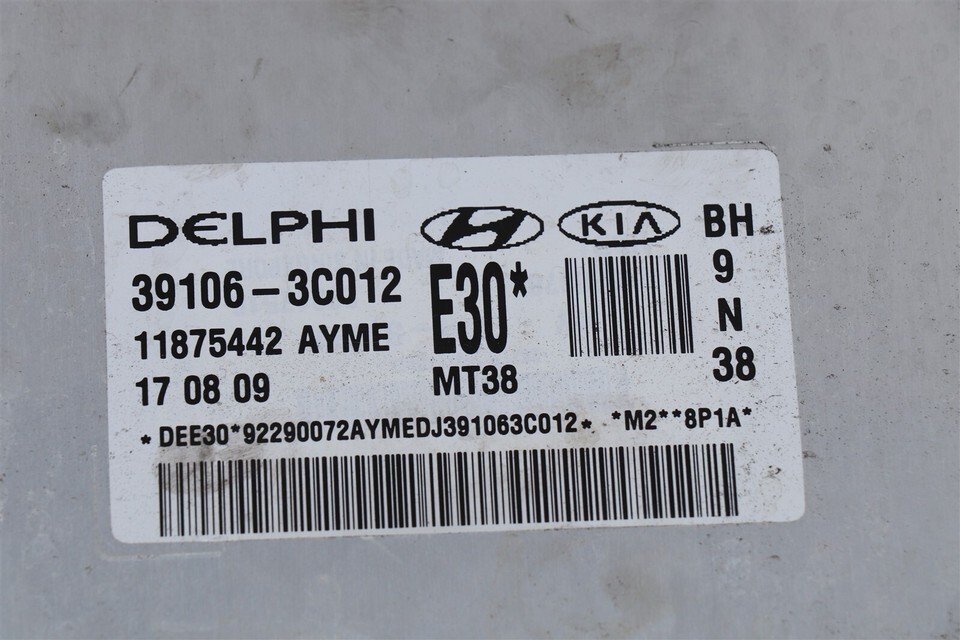 DELPHI KIA BH
39106-3C012 E30* 9
11875442 AYME N
17 08 09 MT38 38
*DEE30*92290072AYMEDJ391063C012* *M2**8P1A*